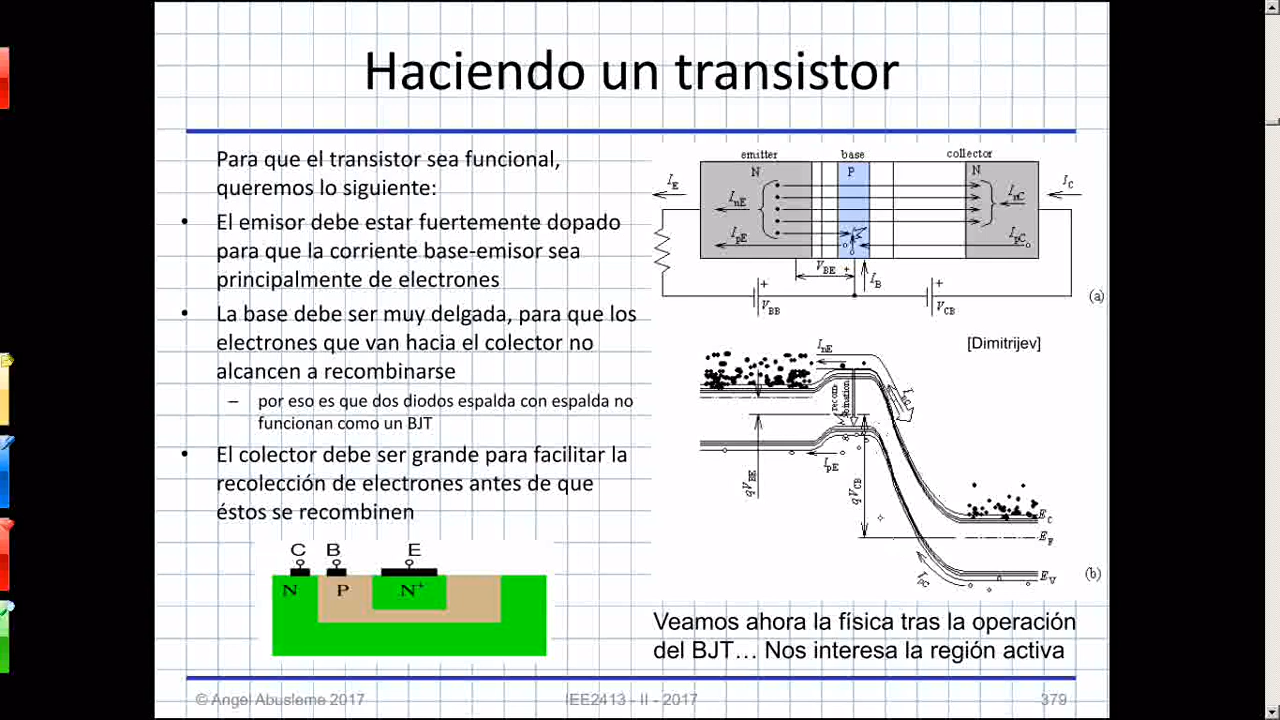 Haciendo un transistor
Para que el transistor sea funcional,
queremos lo siguiente:
• El emisor debe estar fuertemente dopado
para que la corriente base-emisor sea
principalmente de electrones
• La base debe ser muy delgada, para que los
electrones que van hacia el colector no
alcancen a recombinarse
– por eso es que dos diodos espalda con espalda no
funcionan como un BJT
• El colector debe ser grande para facilitar la
recolección de electrones antes de que
éstos se recombinen
C B E
N P N+
emitter base collector
N P N
I_E I_C
I_nE I_nC
I_pE I_pC
V_BE +
I_B
+ +
V_BB V_CB
(a)
[Dimitrijev]
I_nE
I_nC
recom-
bination
I_pE
qV_BE qV_CB
E_C
E_F
I_pC
E_V
(b)
Veamos ahora la física tras la operación
del BJT… Nos interesa la región activa
© Angel Abusleme 2017 IEE2413 - II - 2017 379